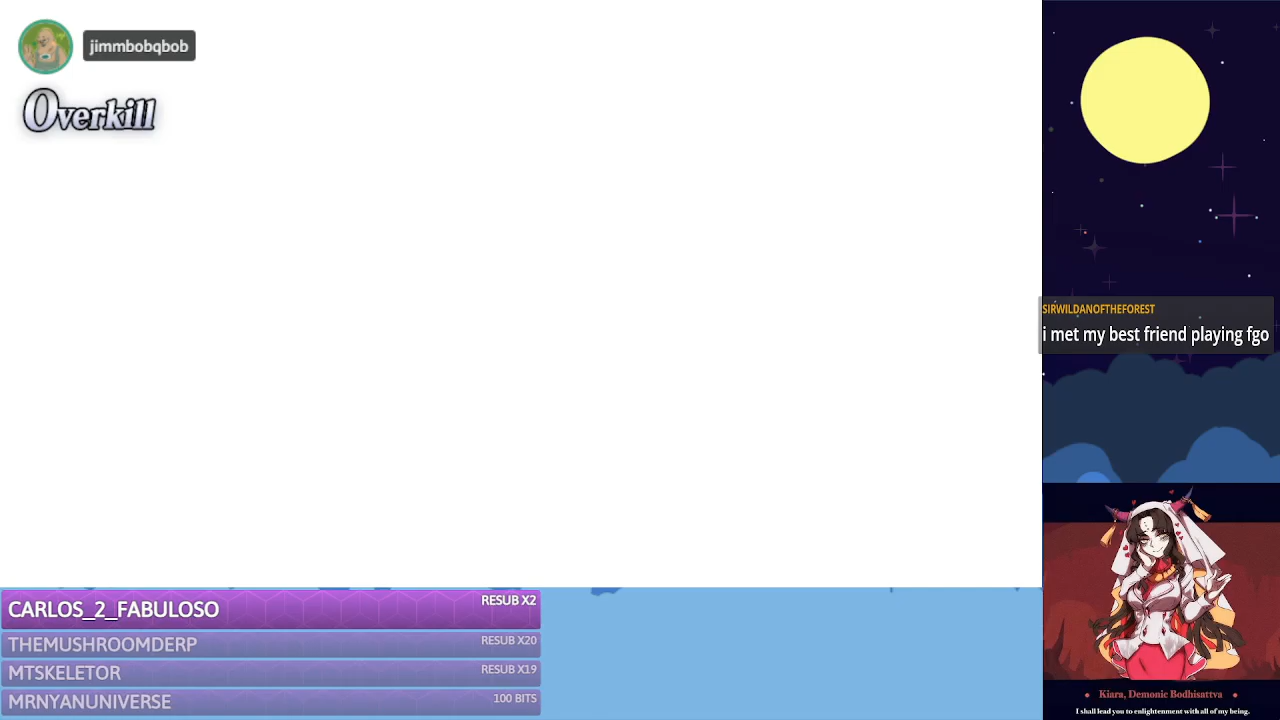 jimmbobqbob
Overkill
SIRWILDANOFTHEFOREST
i met my best friend playing fgo
CARLOS_2_FABULOSO RESUB X2
THEMUSHROOMDERP RESUB X20
MTSKELETOR RESUB X19
MRNYANUNIVERSE 100 BITS
Kiara, Demonic Bodhisattva
I shall lead you to enlightenment with all of my being.